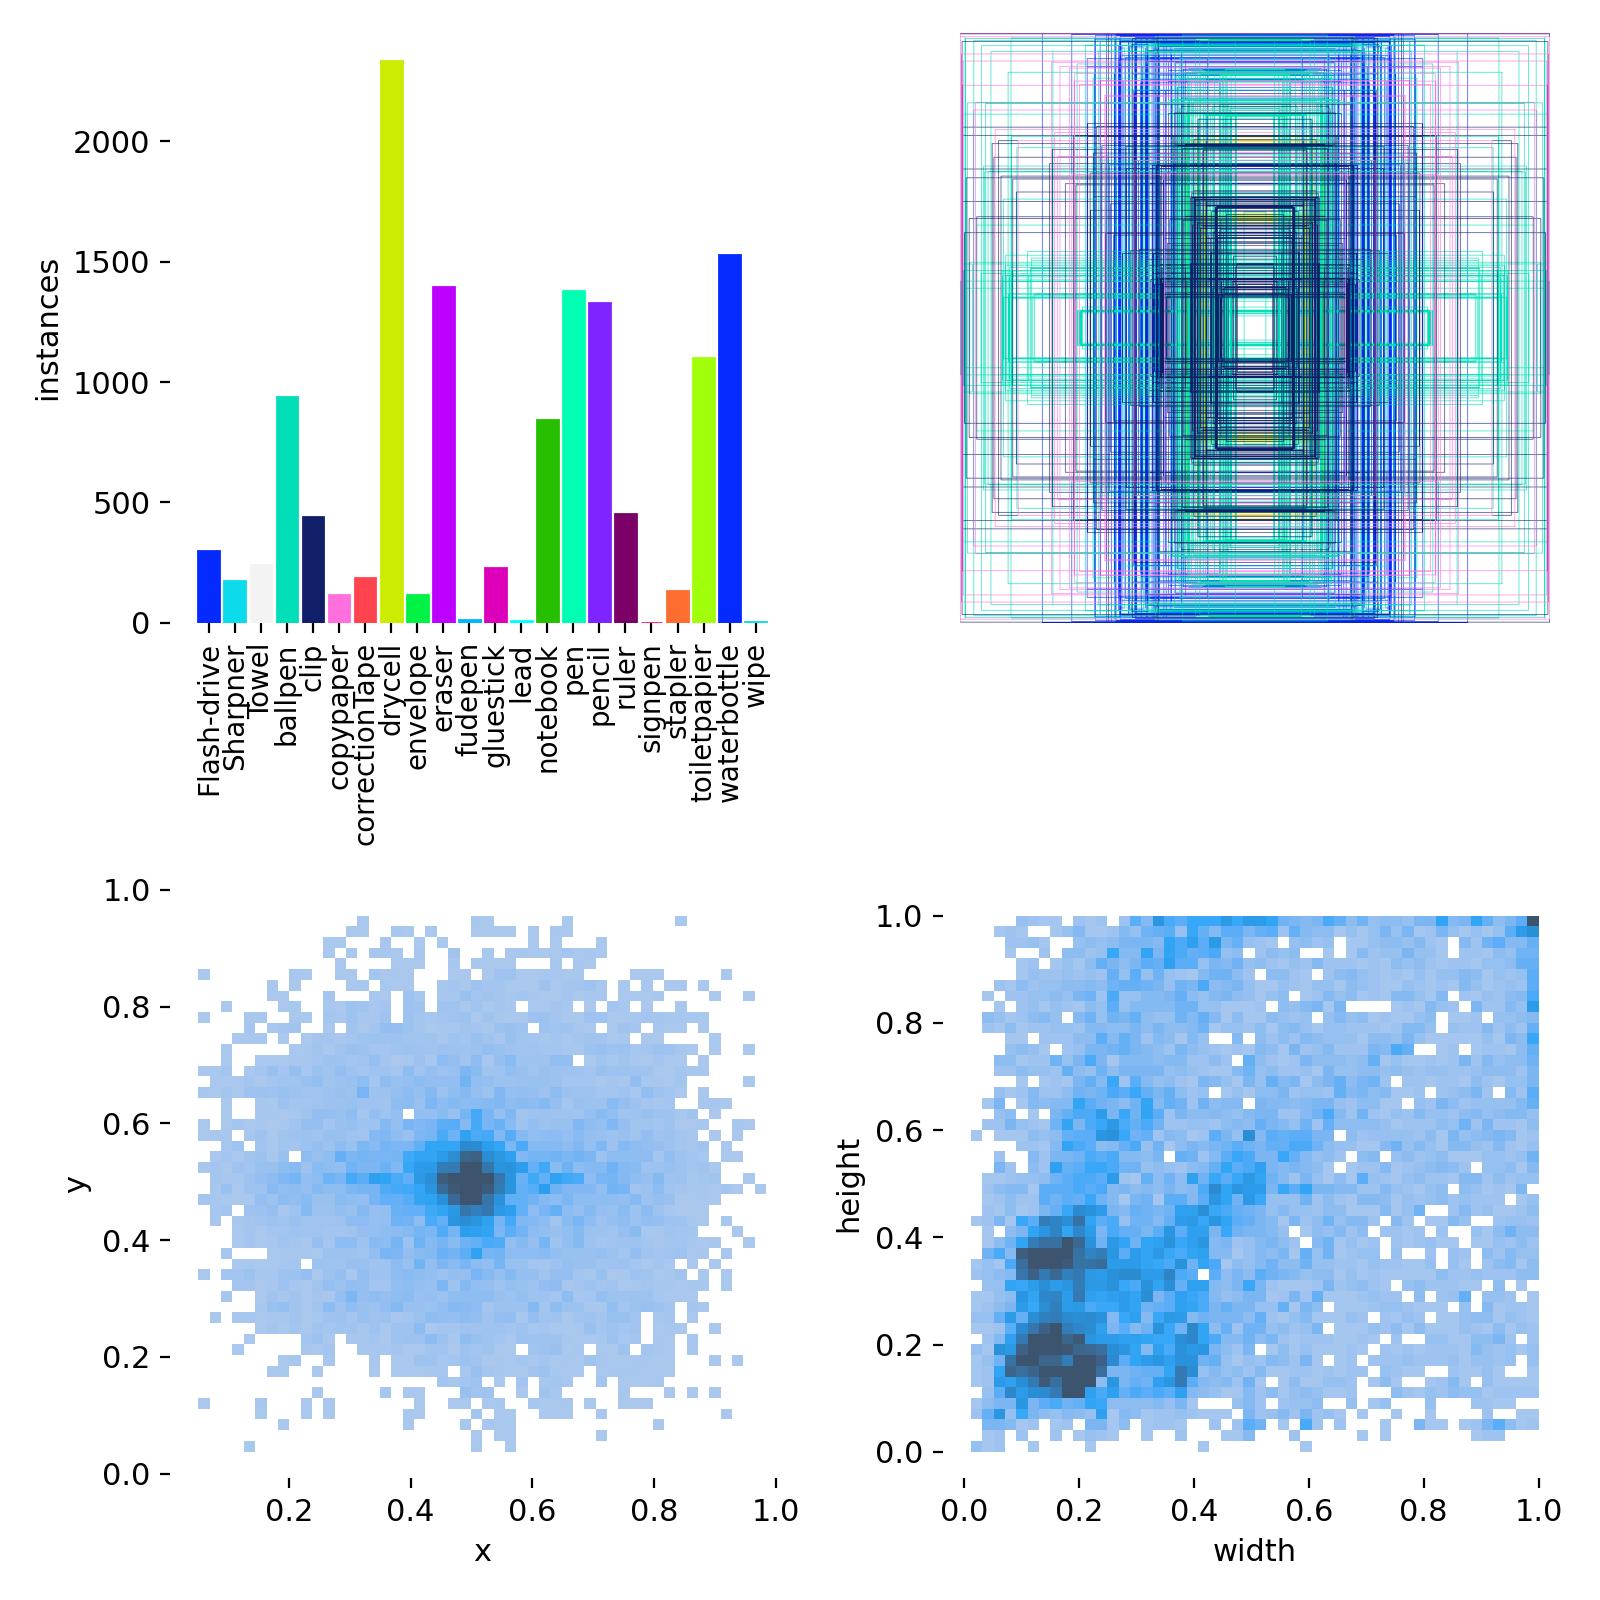 2000
1500
1000
500
0
instances
Flash-drive
Sharpner
Towel
ballpen
clip
copypaper
correctionTape
drycell
envelope
eraser
fudepen
gluestick
lead
notebook
pen
pencil
ruler
signpen
stapler
toiletpapier
waterbottle
wipe
1.0
0.8
0.6
0.4
0.2
0.0
y
0.2 0.4 0.6 0.8 1.0
x
1.0
0.8
0.6
0.4
0.2
0.0
height
0.0 0.2 0.4 0.6 0.8 1.0
width